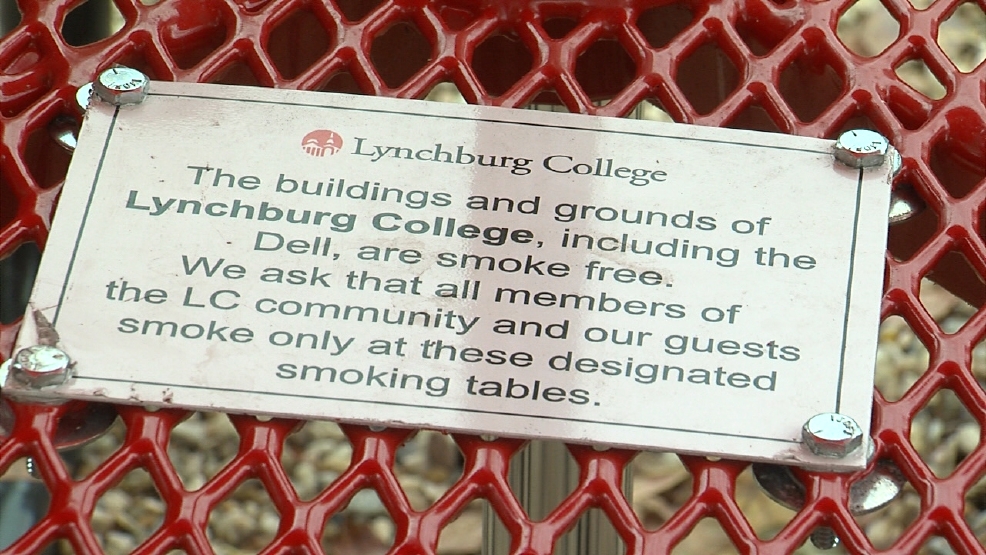 Lynchburg College
The buildings and grounds of
Lynchburg College, including the
Dell, are smoke free.
We ask that all members of
the LC community and our guests
smoke only at these designated
smoking tables.